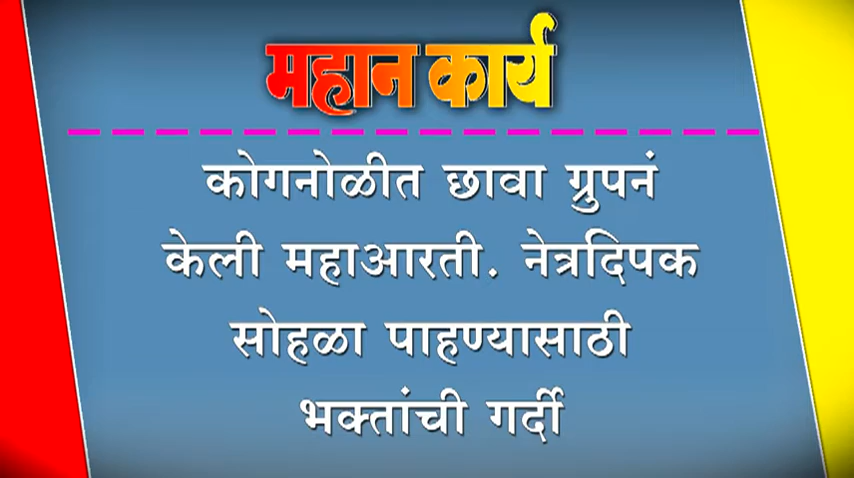 महान कार्य
कोगनोळीत छावा ग्रुपनं
केली महाआरती. नेत्रदिपक
सोहळा पाहण्यासाठी
भक्तांची गर्दी